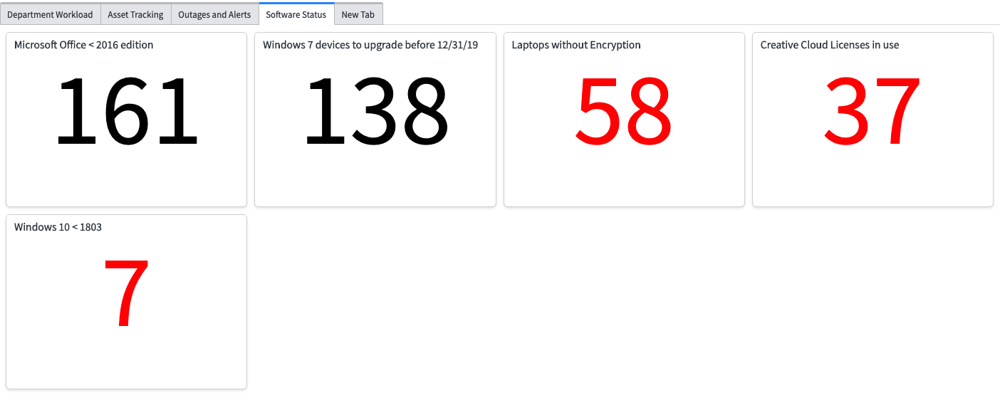 Department Workload
Asset Tracking
Outages and Alerts
Software Status
New Tab
Microsoft Office < 2016 edition
161
Windows 7 devices to upgrade before 12/31/19
138
Laptops without Encryption
58
Creative Cloud Licenses in use
37
Windows 10 < 1803
7